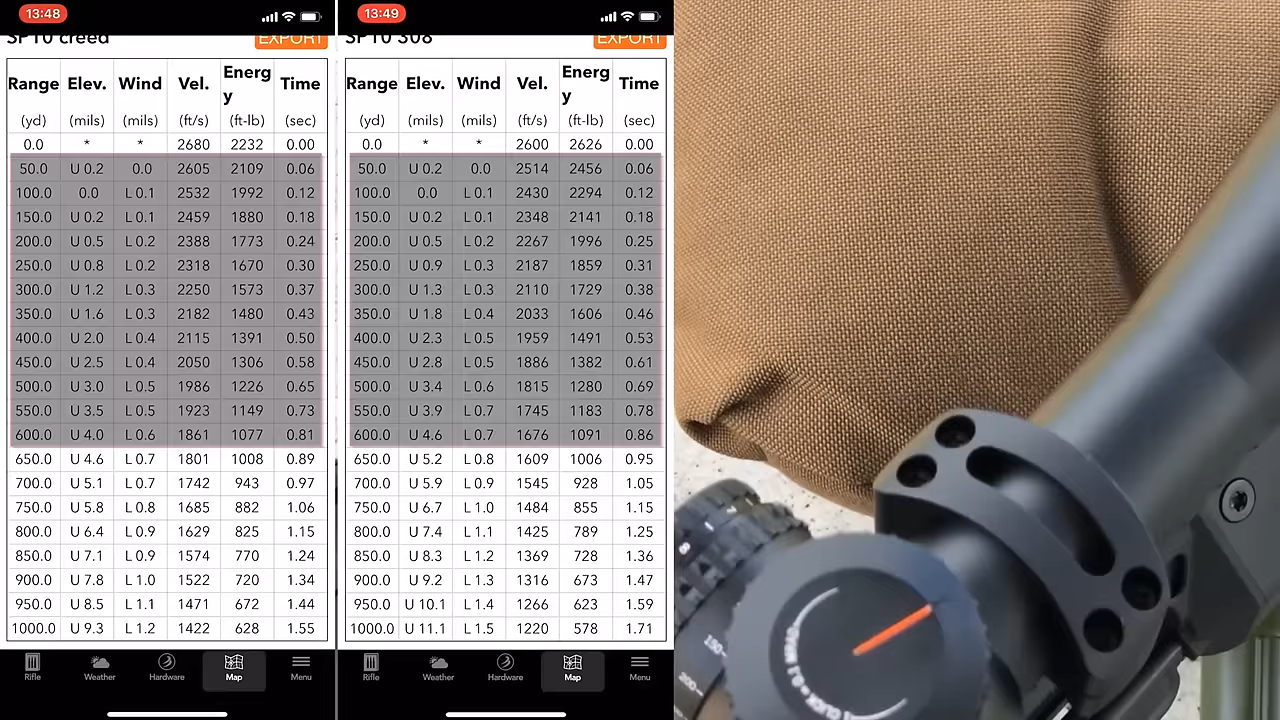 13:48
SP10 creed
EXPORT
Range Elev. Wind Vel. Energy Time
(yd) (mils) (mils) (ft/s) (ft-lb) (sec)
0.0 * * 2680 2232 0.00
50.0 U 0.2 0.0 2605 2109 0.06
100.0 0.0 L 0.1 2532 1992 0.12
150.0 U 0.2 L 0.1 2459 1880 0.18
200.0 U 0.5 L 0.2 2388 1773 0.24
250.0 U 0.8 L 0.2 2318 1670 0.30
300.0 U 1.2 L 0.3 2250 1573 0.37
350.0 U 1.6 L 0.3 2182 1480 0.43
400.0 U 2.0 L 0.4 2115 1391 0.50
450.0 U 2.5 L 0.4 2050 1306 0.58
500.0 U 3.0 L 0.5 1986 1226 0.65
550.0 U 3.5 L 0.5 1923 1149 0.73
600.0 U 4.0 L 0.6 1861 1077 0.81
650.0 U 4.6 L 0.7 1801 1008 0.89
700.0 U 5.1 L 0.7 1742 943 0.97
750.0 U 5.8 L 0.8 1685 882 1.06
800.0 U 6.4 L 0.9 1629 825 1.15
850.0 U 7.1 L 0.9 1574 770 1.24
900.0 U 7.8 L 1.0 1522 720 1.34
950.0 U 8.5 L 1.1 1471 672 1.44
1000.0 U 9.3 L 1.2 1422 628 1.55
Rifle Weather Hardware Map Menu
13:49
SP10 308
EXPORT
Range Elev. Wind Vel. Energy Time
(yd) (mils) (mils) (ft/s) (ft-lb) (sec)
0.0 * * 2600 2626 0.00
50.0 U 0.2 0.0 2514 2456 0.06
100.0 0.0 L 0.1 2430 2294 0.12
150.0 U 0.2 L 0.1 2348 2141 0.18
200.0 U 0.5 L 0.2 2267 1996 0.25
250.0 U 0.9 L 0.3 2187 1859 0.31
300.0 U 1.3 L 0.3 2110 1729 0.38
350.0 U 1.8 L 0.4 2033 1606 0.46
400.0 U 2.3 L 0.5 1959 1491 0.53
450.0 U 2.8 L 0.5 1886 1382 0.61
500.0 U 3.4 L 0.6 1815 1280 0.69
550.0 U 3.9 L 0.7 1745 1183 0.78
600.0 U 4.6 L 0.7 1676 1091 0.86
650.0 U 5.2 L 0.8 1609 1006 0.95
700.0 U 5.9 L 0.9 1545 928 1.05
750.0 U 6.7 L 1.0 1484 855 1.15
800.0 U 7.4 L 1.1 1425 789 1.25
850.0 U 8.3 L 1.2 1369 728 1.36
900.0 U 9.2 L 1.3 1316 673 1.47
950.0 U 10.1 L 1.4 1266 623 1.59
1000.0 U 11.1 L 1.5 1220 578 1.71
Rifle Weather Hardware Map Menu
8
150
200
1 CLICK = 0.1